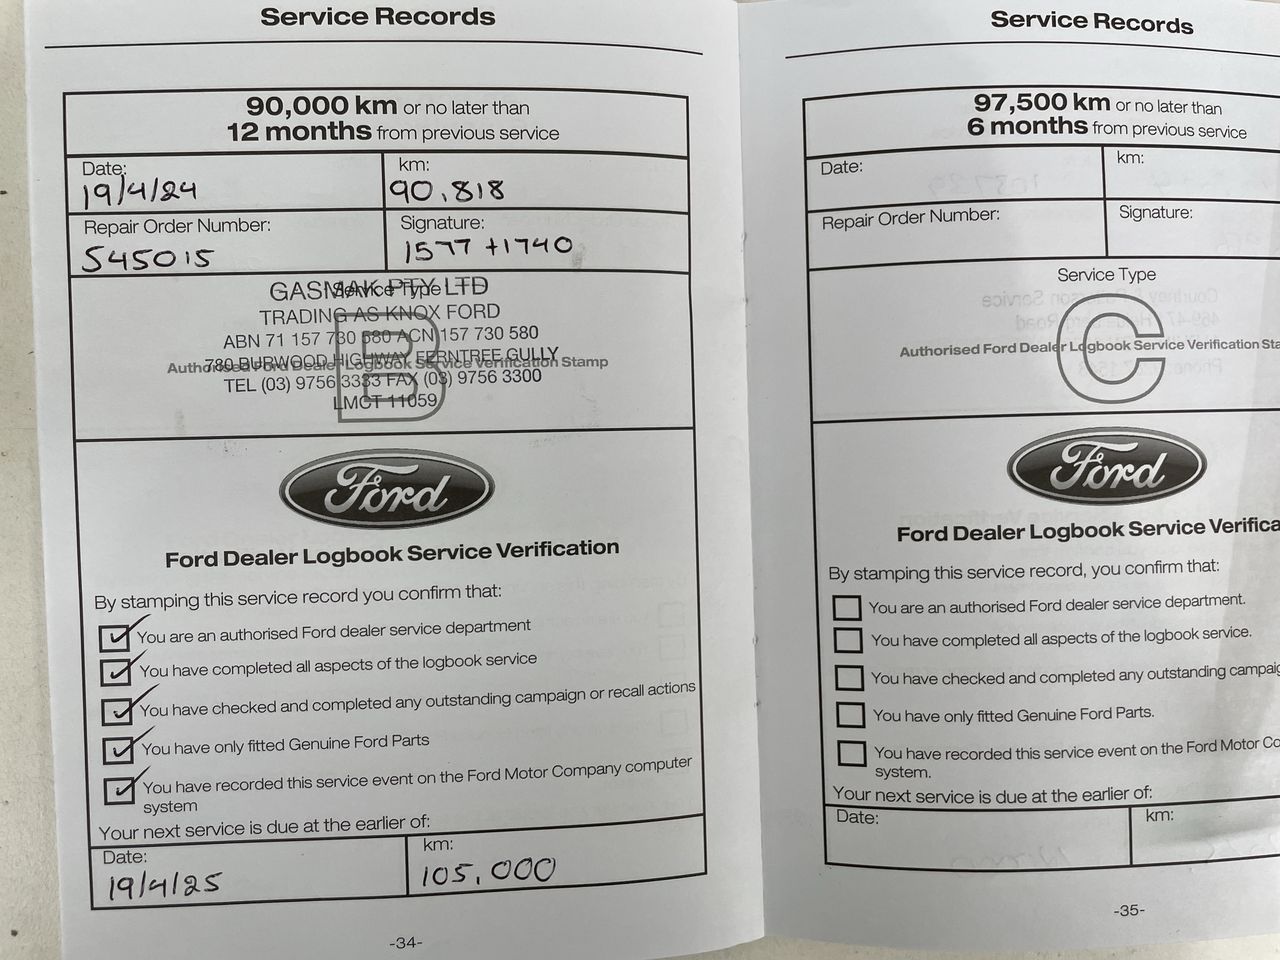 Service Records
90,000 km or no later than
12 months from previous service
Date:
19/4/24
km:
90,818
Repair Order Number:
545015
Signature:
1577 + 1740
Service Type
GASMAK PTY LTD
TRADING AS KNOX FORD
ABN 71 157 730 580 ACN 157 730 580
780 BURWOOD HIGHWAY FERNTREE GULLY
Authorised Ford Dealer Logbook Service Verification Stamp
TEL (03) 9756 3333 FAX (03) 9756 3300
LMCT 11059
B
Ford
Ford Dealer Logbook Service Verification
By stamping this service record you confirm that:
You are an authorised Ford dealer service department
You have completed all aspects of the logbook service
You have checked and completed any outstanding campaign or recall actions
You have only fitted Genuine Ford Parts
You have recorded this service event on the Ford Motor Company computer
system
Your next service is due at the earlier of:
Date:
19/4/25
km:
105,000
-34-
Service Records
97,500 km or no later than
6 months from previous service
Date:
km:
Repair Order Number:
Signature:
Service Type
C
Authorised Ford Dealer Logbook Service Verification Sta
Ford
Ford Dealer Logbook Service Verifica
By stamping this service record, you confirm that:
You are an authorised Ford dealer service department.
You have completed all aspects of the logbook service.
You have checked and completed any outstanding campaig
You have only fitted Genuine Ford Parts.
You have recorded this service event on the Ford Motor Co
system.
Your next service is due at the earlier of:
Date:
km:
-35-